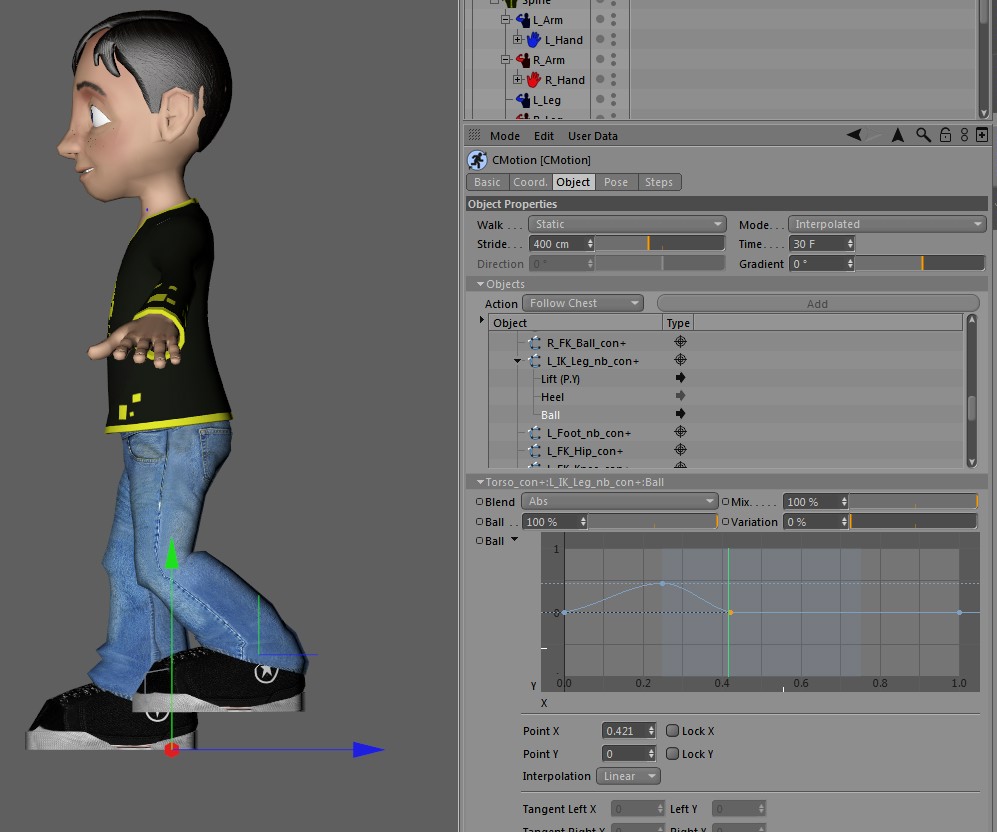 Spine
L_Arm
L_Hand
R_Arm
R_Hand
L_Leg
Mode Edit User Data
CMotion [CMotion]
Basic Coord. Object Pose Steps
Object Properties
Walk . . . Static Mode. . . Interpolated
Stride. . . 400 cm Time. . . . 30 F
Direction 0 ° Gradient 0 °
Objects
Action Follow Chest Add
Object Type
R_FK_Ball_con+
L_IK_Leg_nb_con+
Lift (P.Y)
Heel
Ball
L_Foot_nb_con+
L_FK_Hip_con+
Torso_con+:L_IK_Leg_nb_con+:Ball
Blend Abs Mix. . . . . 100 %
Ball . . 100 % Variation 0 %
Ball
1
0
Y 0.0 0.2 0.4 0.6 0.8 1.0
X
Point X 0.421 Lock X
Point Y 0 Lock Y
Interpolation Linear
Tangent Left X 0 Left Y 0
Tangent Right X Right Y